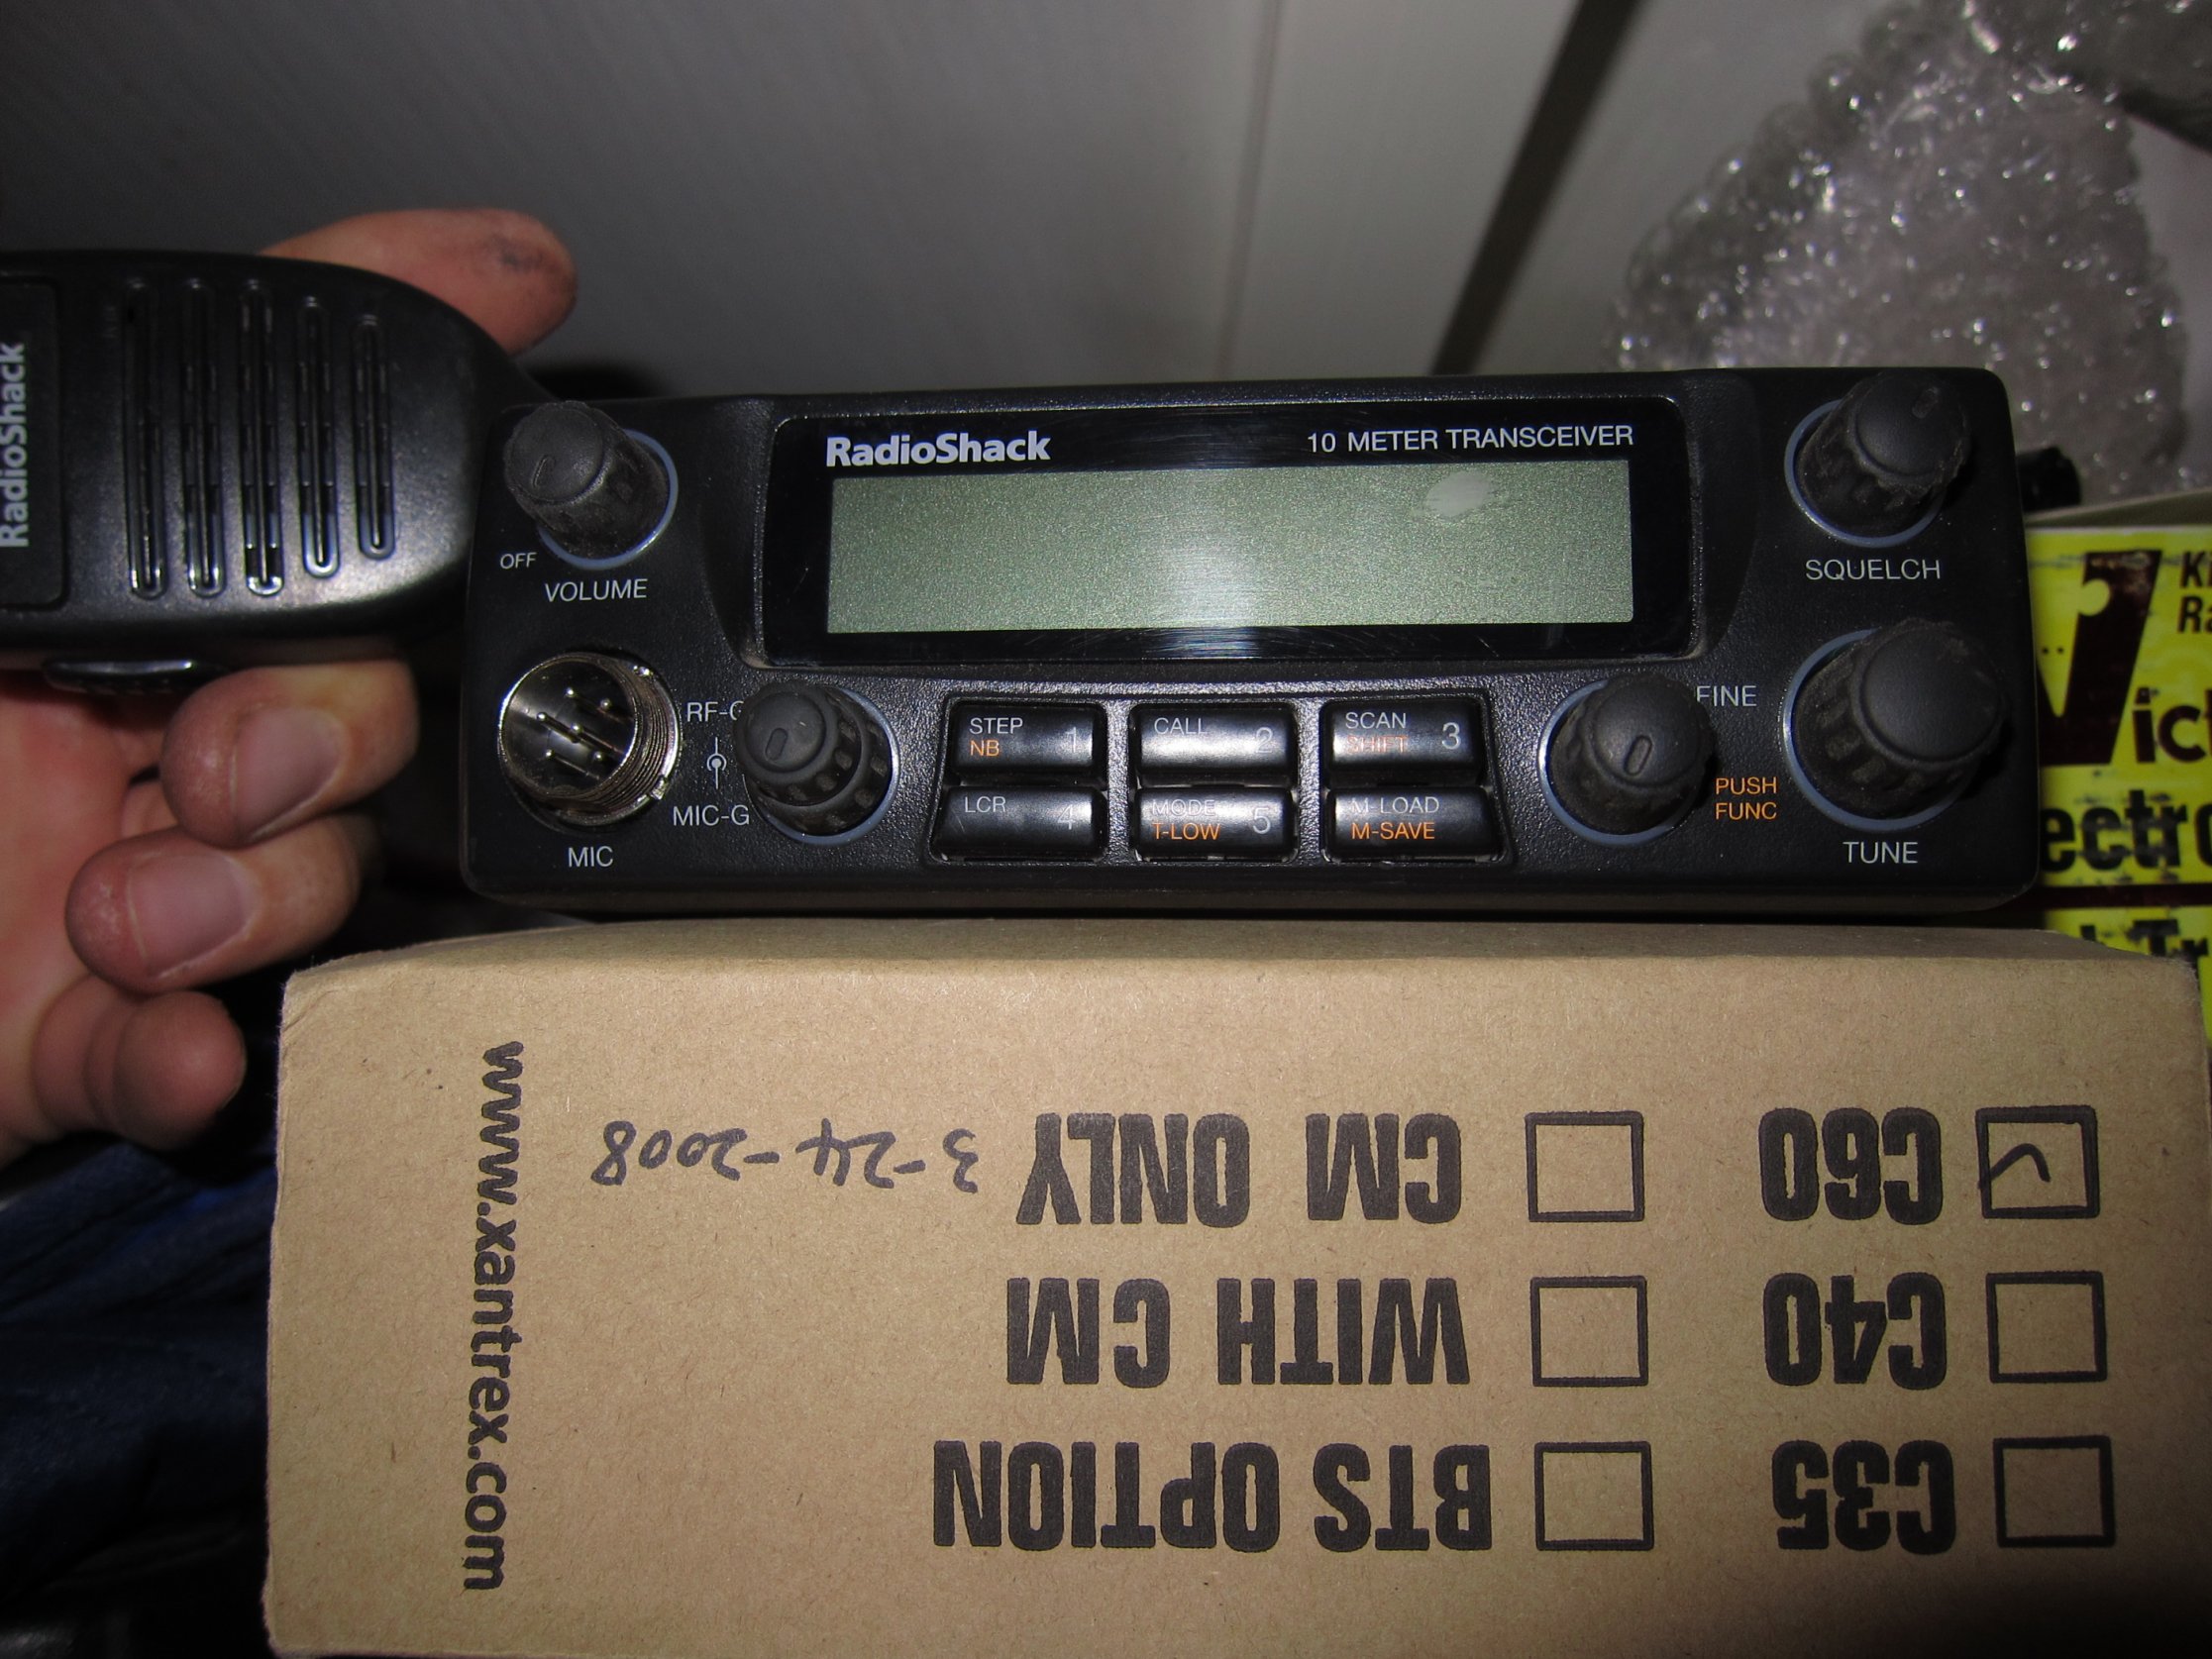 RadioShack
RadioShack
10 METER TRANSCEIVER
OFF
VOLUME
SQUELCH
MIC
RF-G
MIC-G
STEP
NB
1
CALL
2
SCAN
SHIFT
3
LCR
4
MODE
T-LOW
5
M-LOAD
M-SAVE
FINE
PUSH
FUNC
TUNE
www.xantrex.com
C35
BTS OPTION
C40
WITH CM
C60
CM ONLY
3-24-2008